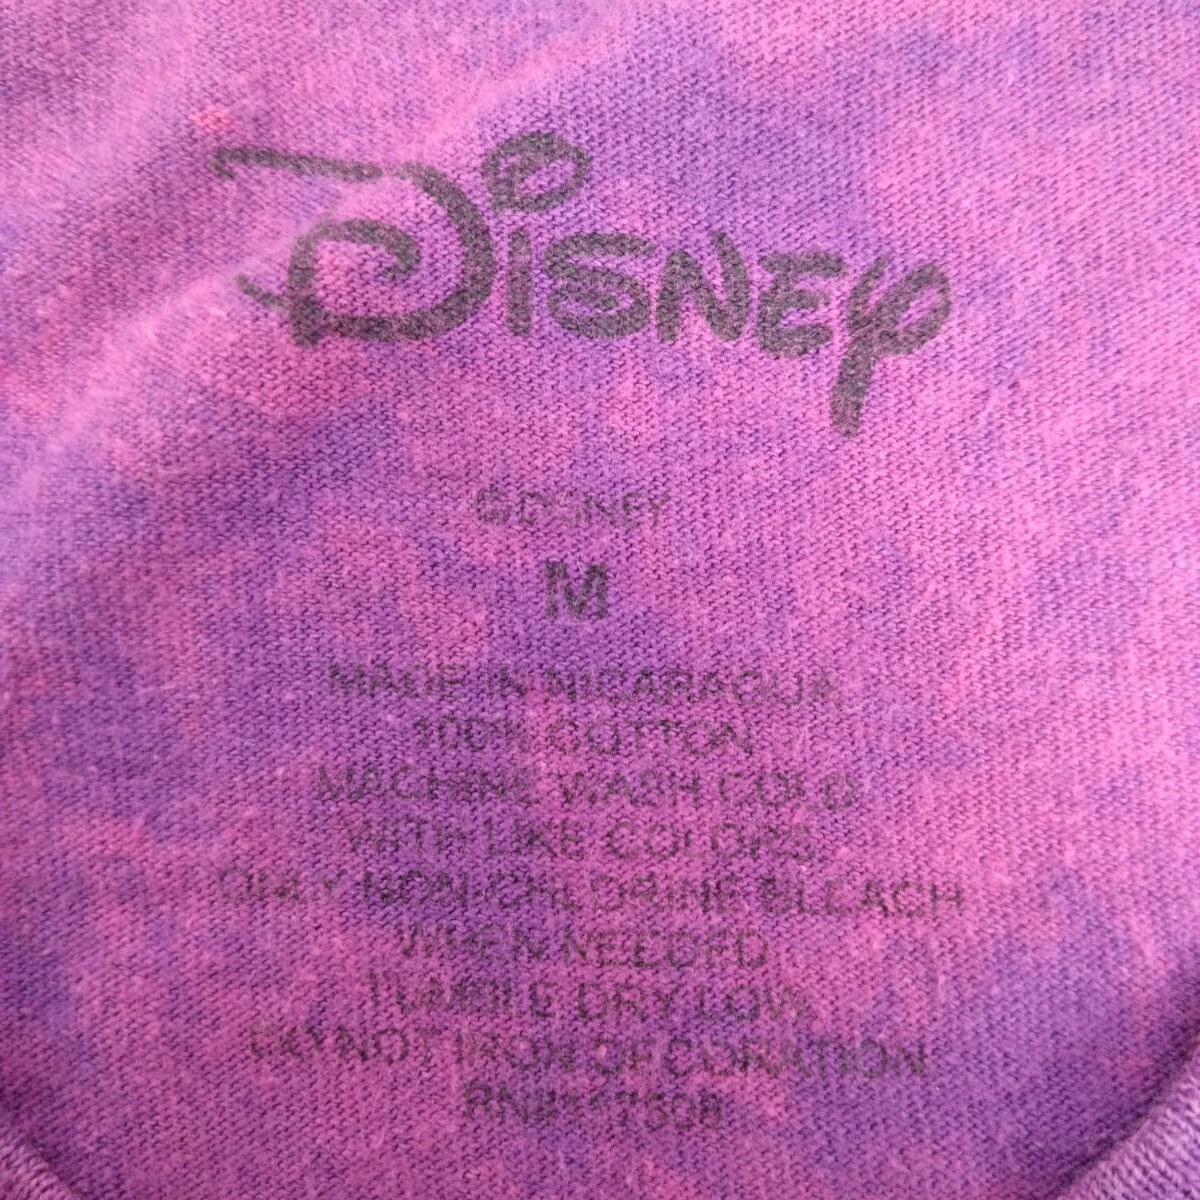 DISNEY
©DISNEY
M
MADE IN NICARAGUA
100% COTTON
MACHINE WASH COLD
WITH LIKE COLORS
ONLY NON-CHLORINE BLEACH
WHEN NEEDED
TUMBLE DRY LOW
DO NOT IRON DECORATION